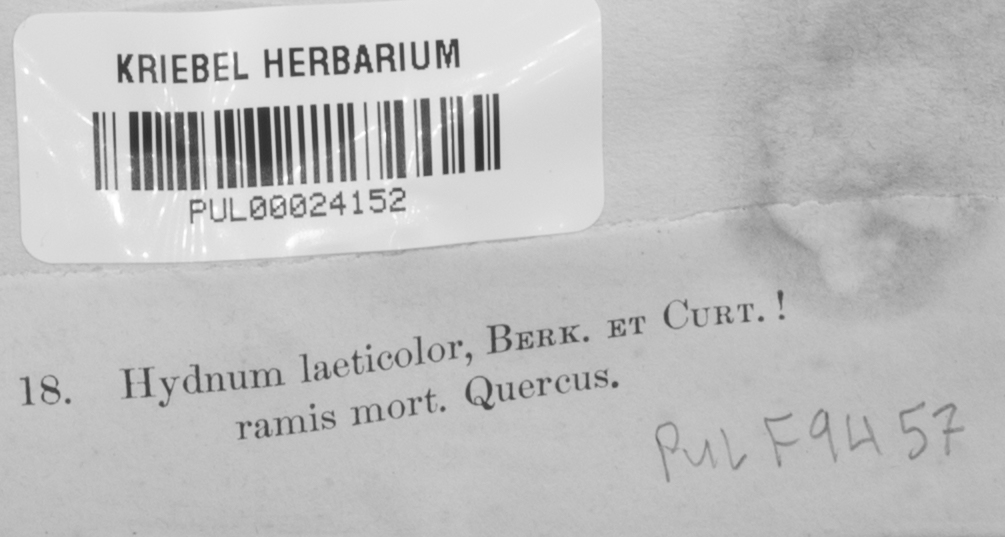 KRIEBEL HERBARIUM
PUL00024152
18. Hydnum laeticolor, BERK. ET CURT. !
ramis mort. Quercus.
PUL F9457